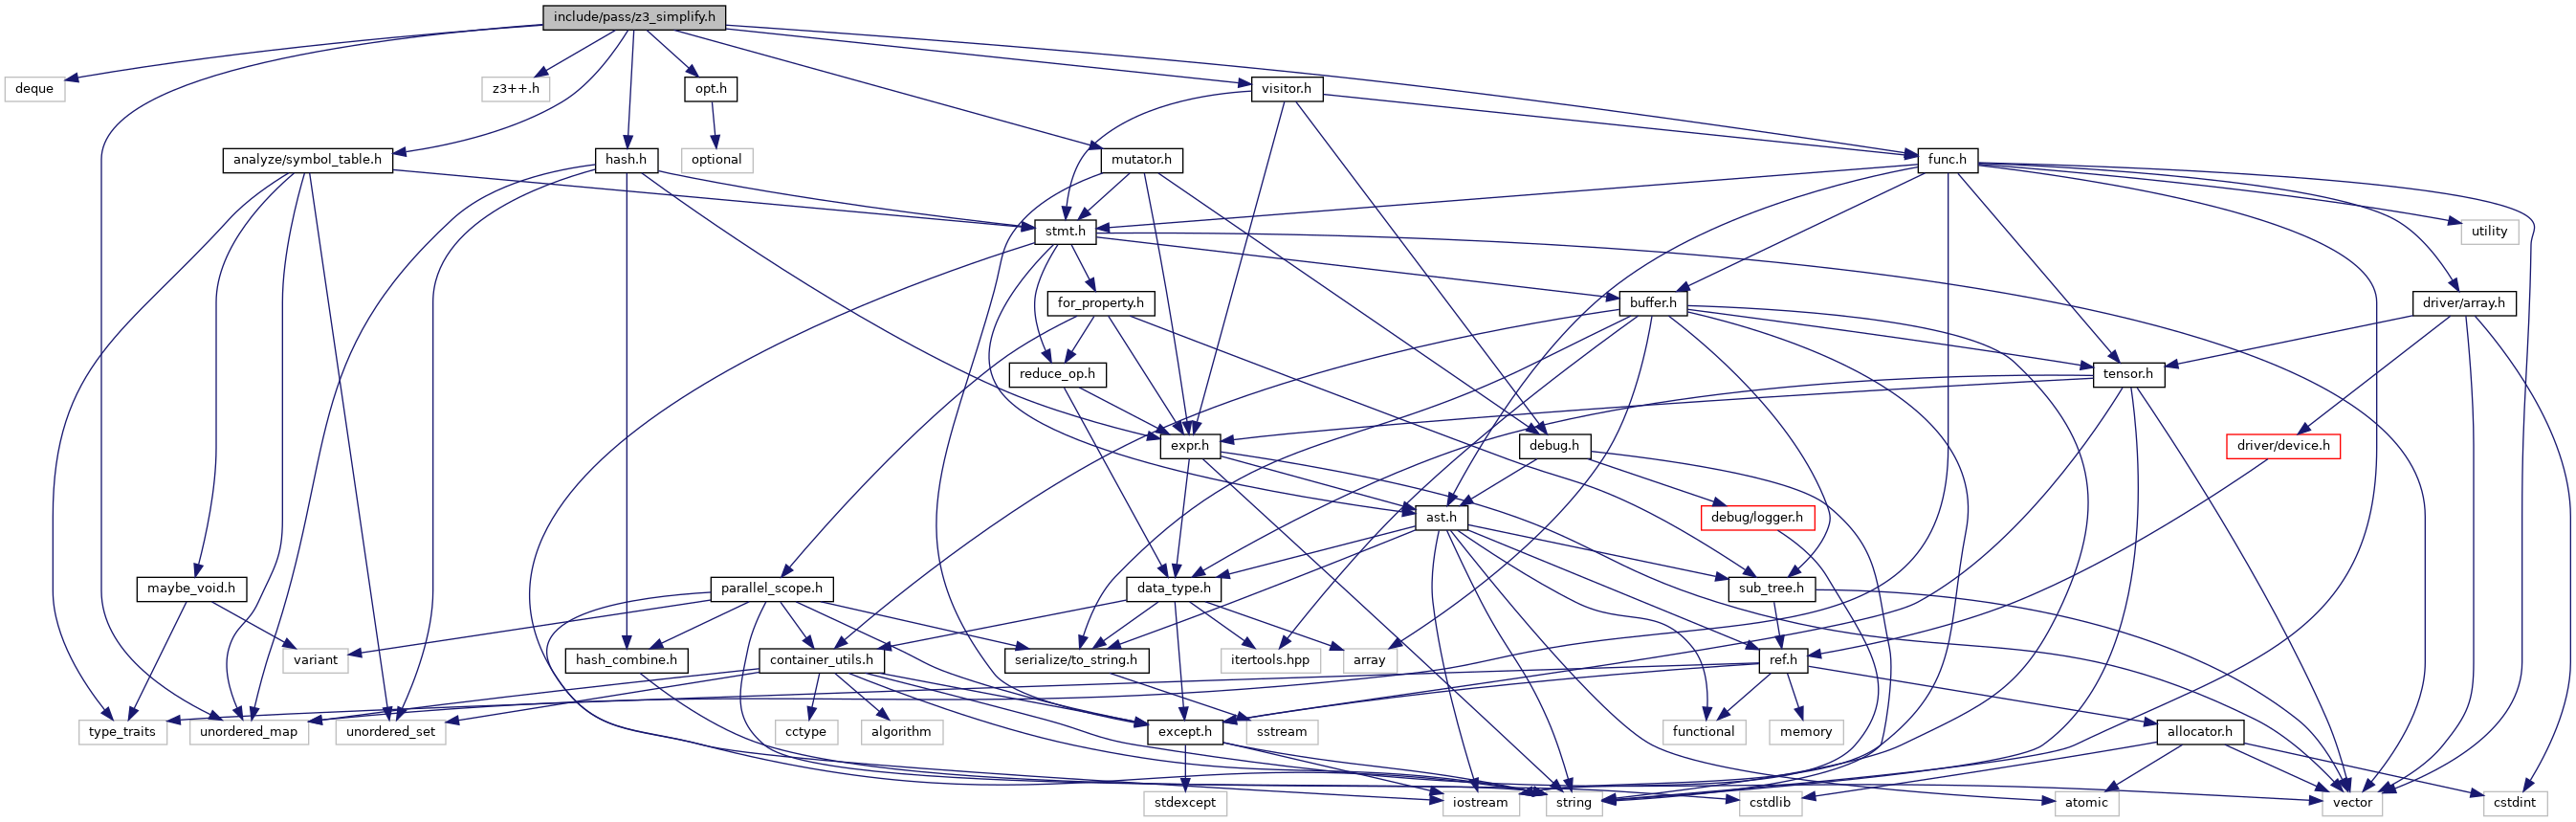 include/pass/z3_simplify.h
deque
z3++.h
opt.h
visitor.h
analyze/symbol_table.h
hash.h
optional
mutator.h
func.h
stmt.h
utility
for_property.h
buffer.h
driver/array.h
reduce_op.h
tensor.h
expr.h
debug.h
driver/device.h
ast.h
debug/logger.h
maybe_void.h
parallel_scope.h
data_type.h
sub_tree.h
variant
hash_combine.h
container_utils.h
serialize/to_string.h
itertools.hpp
array
ref.h
type_traits
unordered_map
unordered_set
cctype
algorithm
except.h
sstream
functional
memory
allocator.h
stdexcept
iostream
string
cstdlib
atomic
vector
cstdint